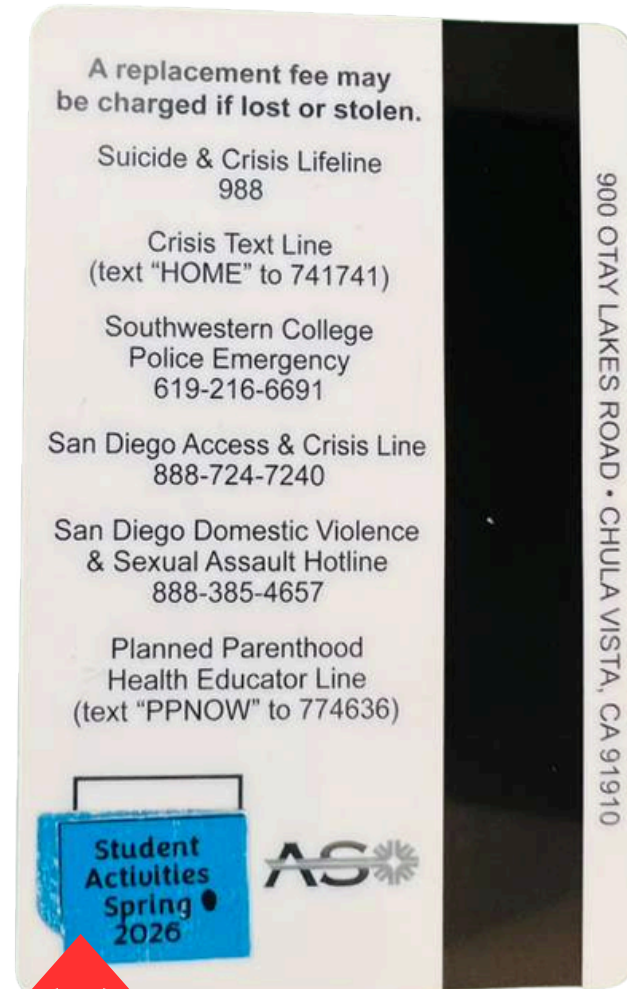 A replacement fee may
be charged if lost or stolen.
Suicide & Crisis Lifeline
988
Crisis Text Line
(text “HOME” to 741741)
Southwestern College
Police Emergency
619-216-6691
San Diego Access & Crisis Line
888-724-7240
San Diego Domestic Violence
& Sexual Assault Hotline
888-385-4657
Planned Parenthood
Health Educator Line
(text “PPNOW” to 774636)
Student
Activities
Spring
2026
ASO
900 OTAY LAKES ROAD • CHULA VISTA, CA 91910